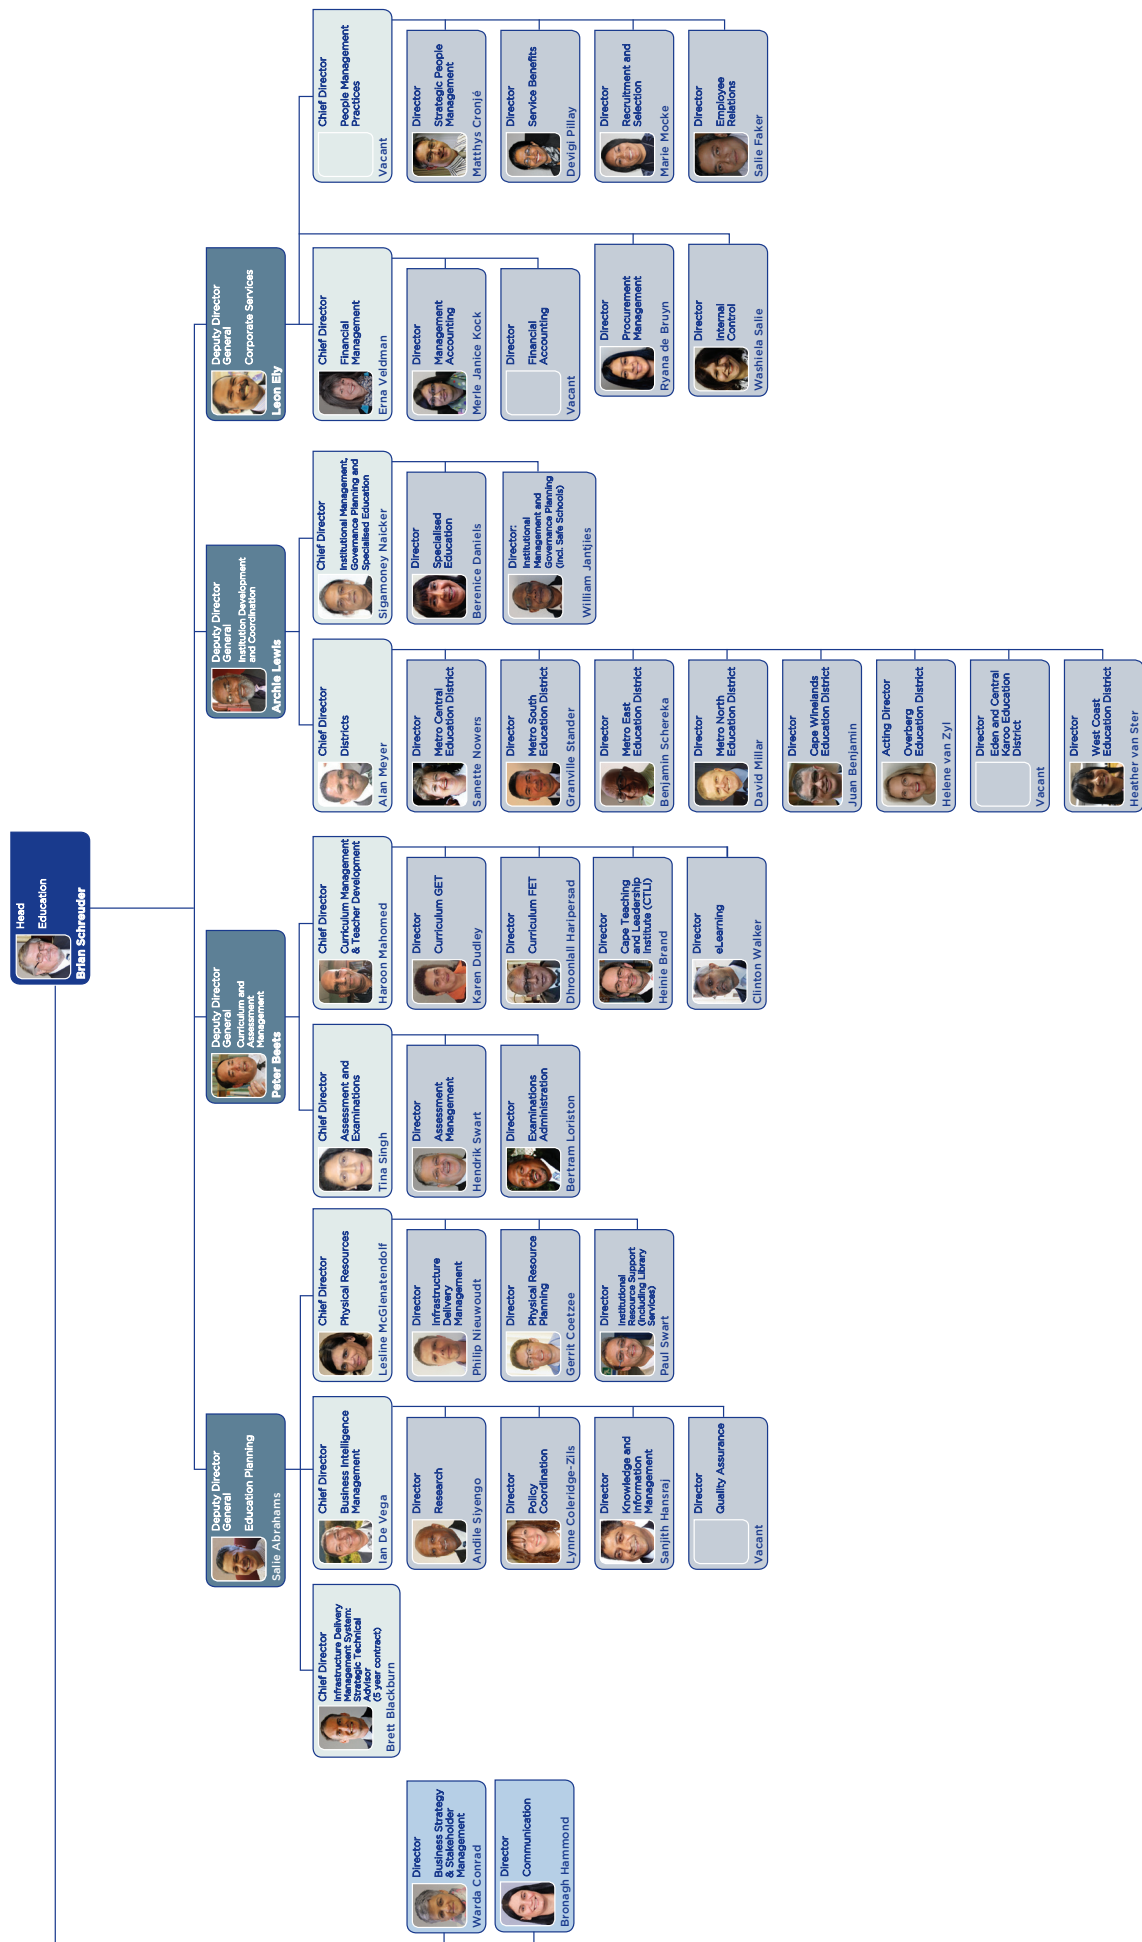 Head
Education
Brian Schreuder
Director
Business Strategy
& Stakeholder
Management
Warda Conrad
Director
Communication
Bronagh Hammond
Deputy Director
General
Education Planning
Salie Abrahams
Chief Director
Infrastructure Delivery
Management System:
Strategic Technical
Advisor
(5 year contract)
Brett Blackburn
Chief Director
Business Intelligence
Management
Ian De Vega
Director
Research
Andile Siyengo
Director
Policy
Coordination
Lynne Coleridge-Zils
Director
Knowledge and
Information
Management
Sanjith Hansraj
Director
Quality Assurance
Vacant
Chief Director
Physical Resources
Lesline McGlenatendolf
Director
Infrastructure
Delivery
Management
Philip Nieuwoudt
Director
Physical Resource
Planning
Gerrit Coetzee
Director
Institutional
Resource Support
(including Library
Services)
Paul Swart
Deputy Director
General
Curriculum and
Assessment
Management
Peter Beets
Chief Director
Assessment and
Examinations
Tina Singh
Director
Assessment
Management
Hendrik Swart
Director
Examinations
Administration
Bertram Loriston
Chief Director
Curriculum Management
& Teacher Development
Haroon Mahomed
Director
Curriculum GET
Karen Dudley
Director
Curriculum FET
Dhroonlall Haripersad
Director
Cape Teaching
and Leadership
Institute (CTLI)
Heinie Brand
Director
eLearning
Clinton Walker
Deputy Director
General
Institution Development
and Coordination
Archie Lewis
Chief Director
Districts
Alan Meyer
Director
Metro Central
Education District
Sanette Nowers
Director
Metro South
Education District
Granville Stander
Director
Metro East
Education District
Benjamin Schereka
Director
Metro North
Education District
David Millar
Director
Cape Winelands
Education District
Juan Benjamin
Acting Director
Overberg
Education District
Helene van Zyl
Director
Eden and Central
Karoo Education
District
Vacant
Director
West Coast
Education District
Heather van Ster
Chief Director
Institutional Management,
Governance Planning and
Specialised Education
Sigamoney Naicker
Director
Specialised
Education
Berenice Daniels
Director:
Institutional
Management and
Governance Planning
(incl. Safe Schools)
William Jantjies
Deputy Director
General
Corporate Services
Leon Ely
Chief Director
Financial
Management
Erna Veldman
Director
Management
Accounting
Merle Janice Kock
Director
Financial
Accounting
Vacant
Director
Procurement
Management
Ryana de Bruyn
Director
Internal
Control
Washiela Salie
Chief Director
People Management
Practices
Vacant
Director
Strategic People
Management
Matthys Cronjé
Director
Service Benefits
Devigi Pillay
Director
Recruitment and
Selection
Marie Mocke
Director
Employee
Relations
Salie Faker